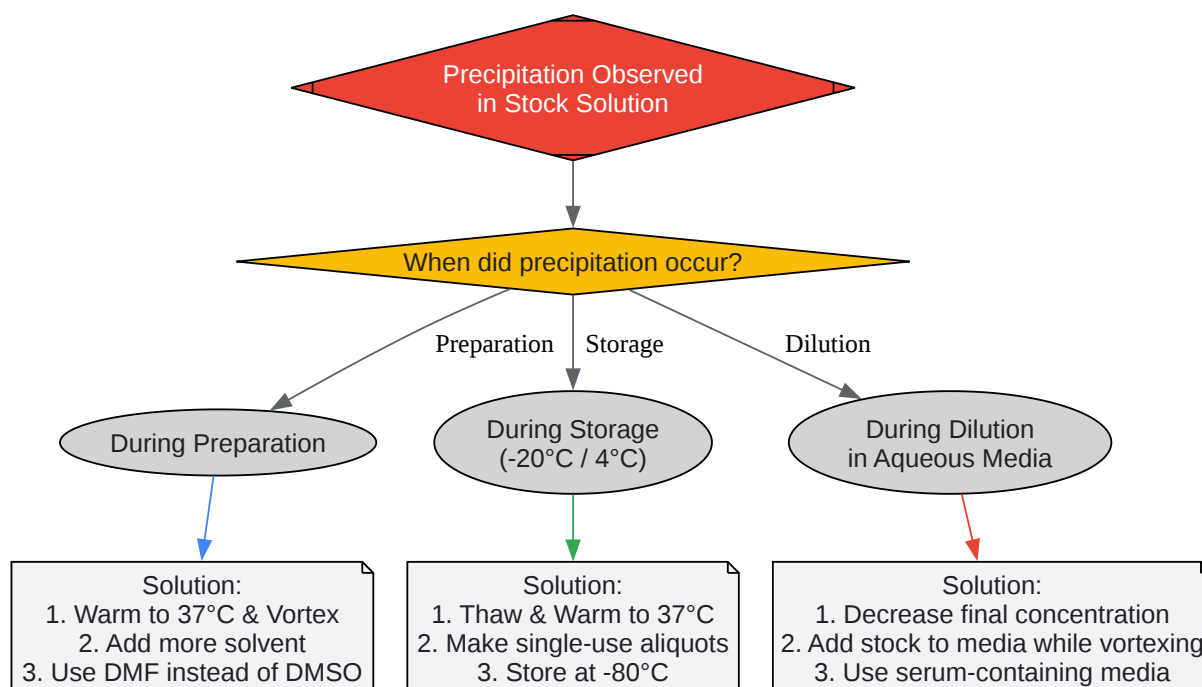 Precipitation Observed
in Stock Solution
When did precipitation occur?
Preparation
Storage
Dilution
During Preparation
During Storage
(-20°C / 4°C)
During Dilution
in Aqueous Media
Solution:
1. Warm to 37°C & Vortex
2. Add more solvent
3. Use DMF instead of DMSO
Solution:
1. Thaw & Warm to 37°C
2. Make single-use aliquots
3. Store at -80°C
Solution:
1. Decrease final concentration
2. Add stock to media while vortexing
3. Use serum-containing media